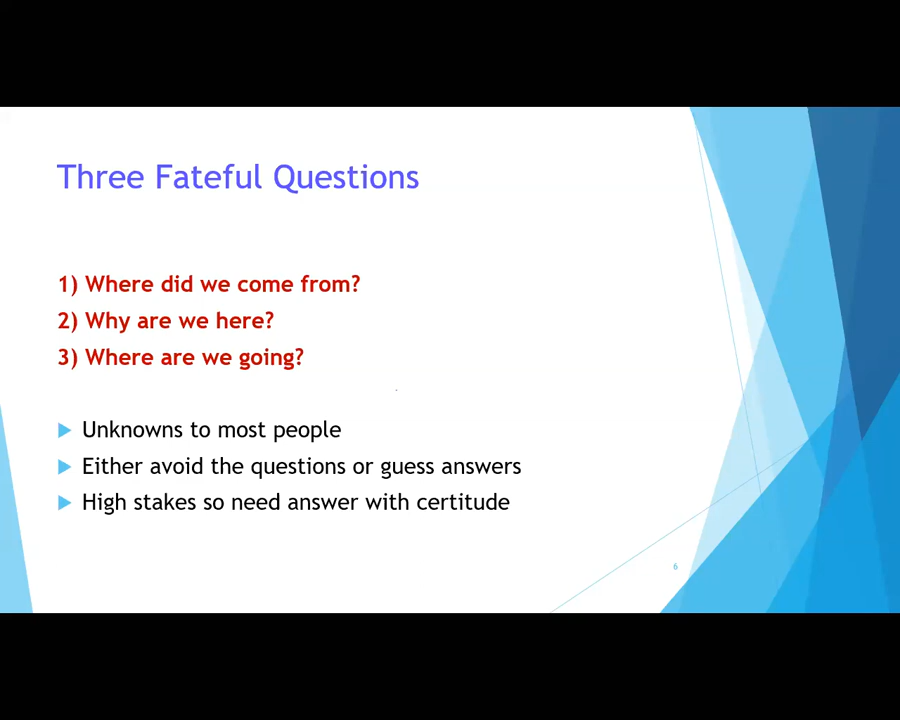 Three Fateful Questions
1) Where did we come from?
2) Why are we here?
3) Where are we going?
Unknowns to most people
Either avoid the questions or guess answers
High stakes so need answer with certitude
6